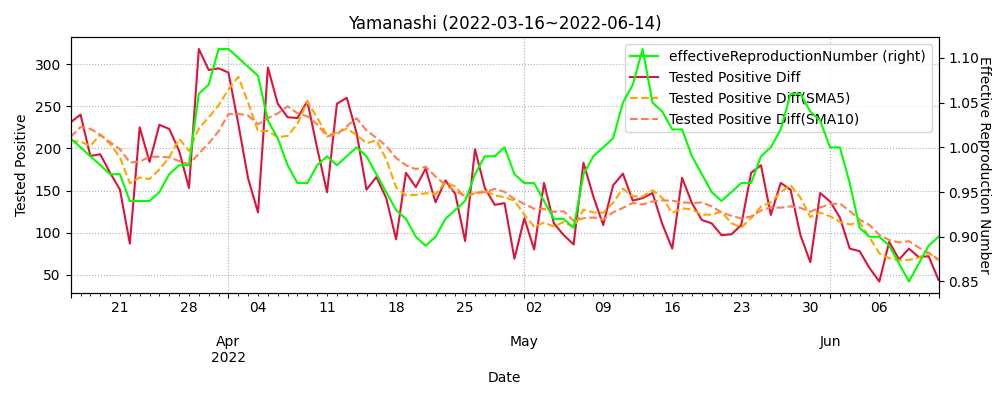 Yamanashi (2022-03-16~2022-06-14)
effectiveReproductionNumber (right)
Tested Positive Diff
Tested Positive Diff(SMA5)
Tested Positive Diff(SMA10)
Tested Positive
300
250
200
150
100
50
1.10
1.05
1.00
0.95
0.90
0.85
Effective Reproduction Number
21 28 04 11 18 25 02 09 16 23 06
Apr May Jun
2022
Date